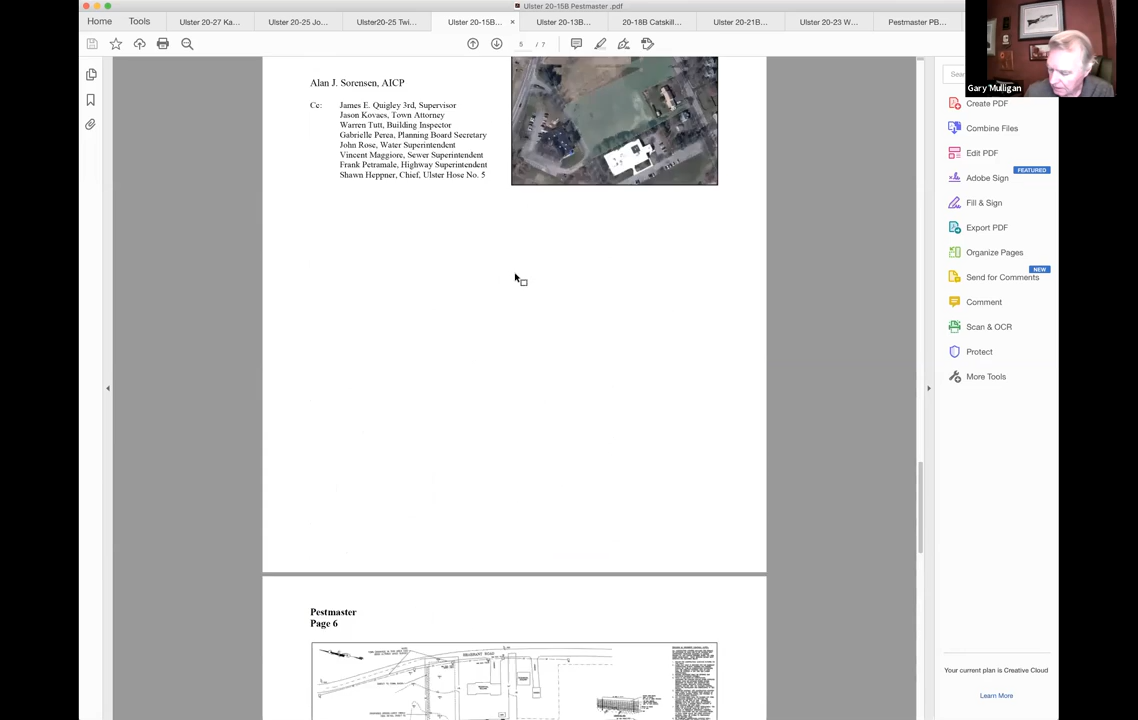 Ulster 20-15B Pestmaster .pdf
Home
Tools
Ulster 20-27 Ka...
Ulster 20-25 Jo...
Ulster20-25 Twi...
Ulster 20-15B... ×
Ulster 20-13B...
20-18B Catskill...
Ulster 20-21B...
Ulster 20-23 W...
Pestmaster PB...
5 / 7
Gary Mulligan
Sear
Create PDF
Combine Files
Edit PDF
FEATURED
Adobe Sign
Fill & Sign
Export PDF
Organize Pages
NEW
Send for Comments
Comment
Scan & OCR
Protect
More Tools
Your current plan is Creative Cloud
Learn More
Alan J. Sorensen, AICP
Cc: James E. Quigley 3rd, Supervisor
Jason Kovacs, Town Attorney
Warren Tutt, Building Inspector
Gabrielle Perea, Planning Board Secretary
John Rose, Water Superintendent
Vincent Maggiore, Sewer Superintendent
Frank Petramale, Highway Superintendent
Shawn Heppner, Chief, Ulster Hose No. 5
Pestmaster
Page 6